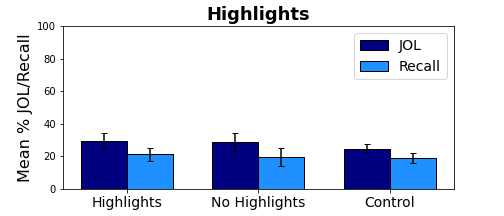 Highlights
Mean % JOL/Recall
100
80
60
40
20
0
JOL
Recall
Highlights
No Highlights
Control